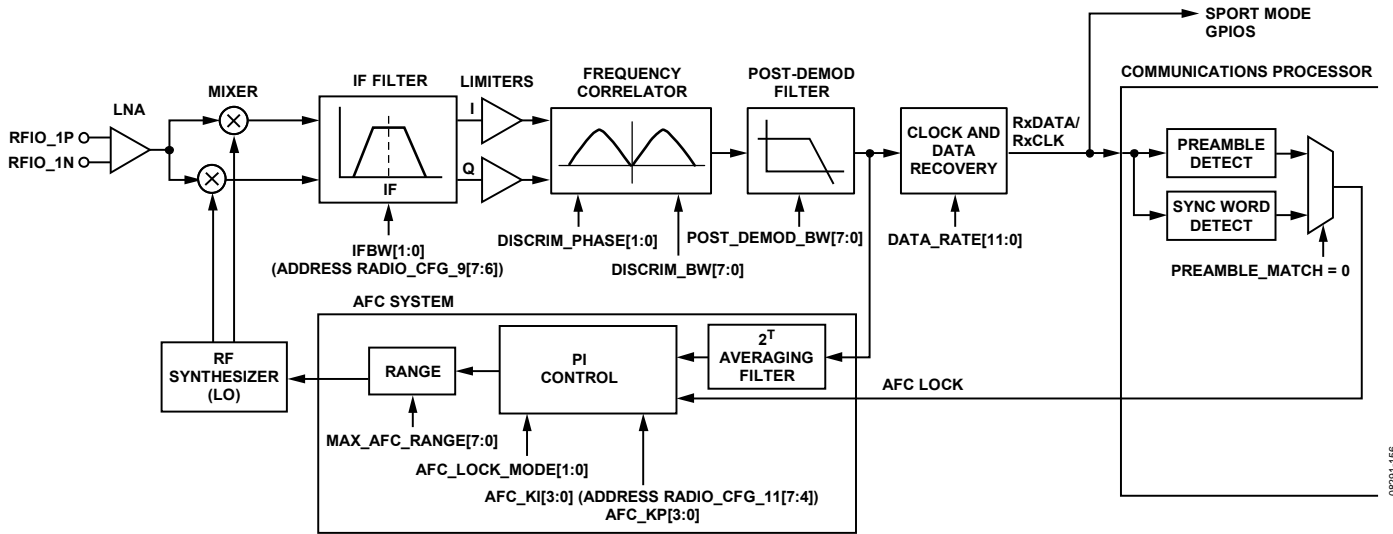 SPORT MODE
GPIOS
COMMUNICATIONS PROCESSOR
LNA
MIXER
IF FILTER
LIMITERS
FREQUENCY
CORRELATOR
POST-DEMOD
FILTER
RFIO_1P
RFIO_1N
I
Q
IF
CLOCK AND
DATA
RECOVERY
RxDATA/
RxCLK
PREAMBLE
DETECT
SYNC WORD
DETECT
IFBW[1:0]
(ADDRESS RADIO_CFG_9[7:6])
DISCRIM_PHASE[1:0]
DISCRIM_BW[7:0]
POST_DEMOD_BW[7:0]
DATA_RATE[11:0]
PREAMBLE_MATCH = 0
AFC SYSTEM
RF
SYNTHESIZER
(LO)
RANGE
PI
CONTROL
2T
AVERAGING
FILTER
AFC LOCK
MAX_AFC_RANGE[7:0]
AFC_LOCK_MODE[1:0]
AFC_KI[3:0] (ADDRESS RADIO_CFG_11[7:4])
AFC_KP[3:0]
08291-156